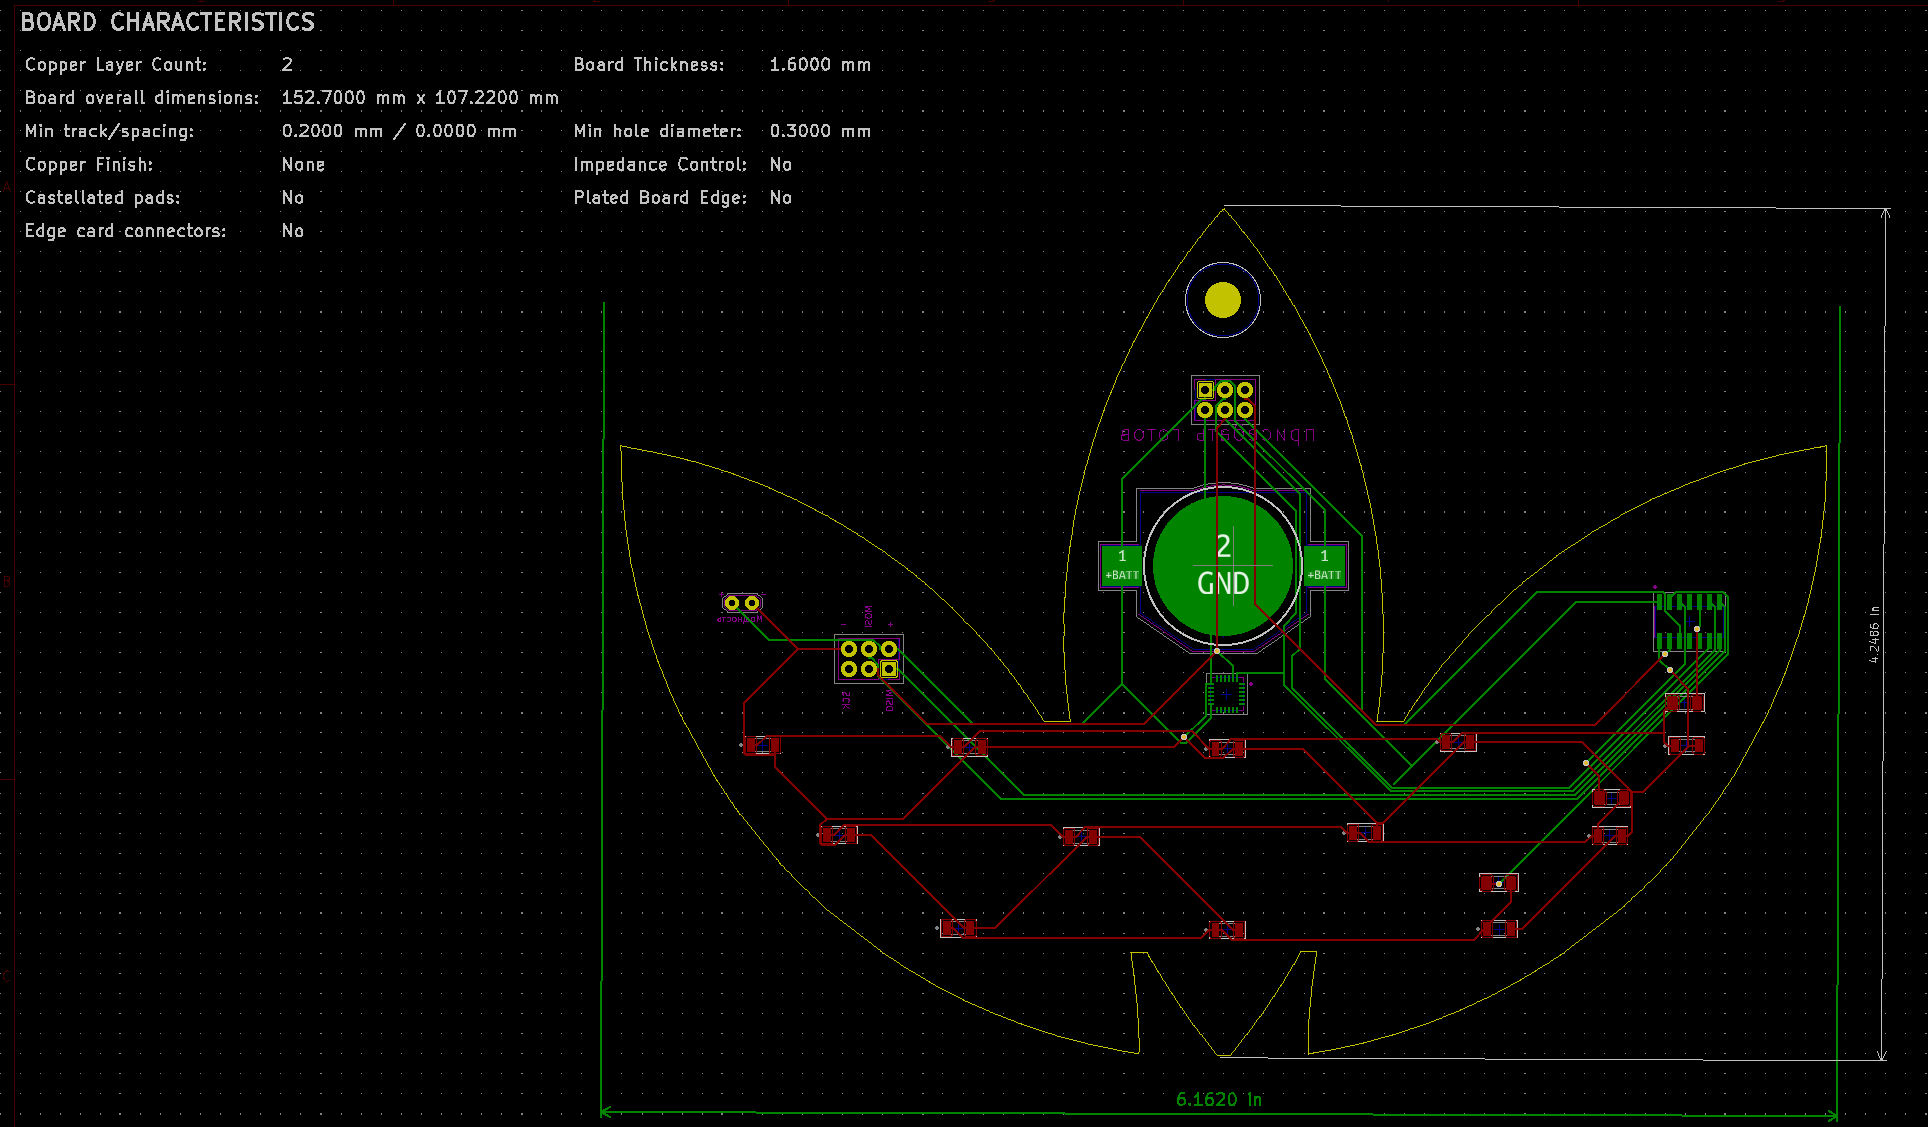 BOARD CHARACTERISTICS
Copper Layer Count: 2 Board Thickness: 1.6000 mm
Board overall dimensions: 152.7000 mm x 107.2200 mm
Min track/spacing: 0.2000 mm / 0.0000 mm Min hole diameter: 0.3000 mm
Copper Finish: None Impedance Control: No
Castellated pads: No Plated Board Edge: No
Edge card connectors: No
2
GND
1
+BATT
1
+BATT
- MOSI +
SCK MISO
4.2486 in
6.1620 in